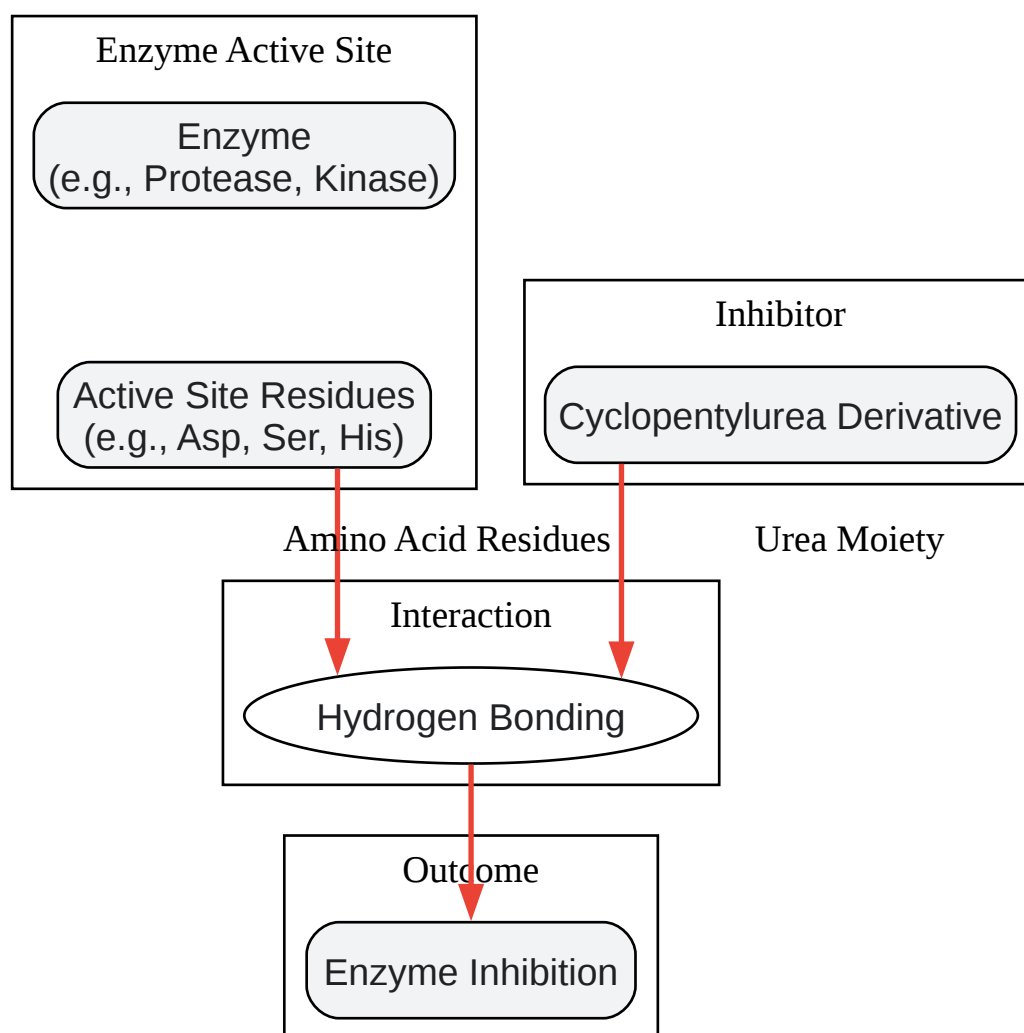 Enzyme Active Site
Enzyme
(e.g., Protease, Kinase)
Active Site Residues
(e.g., Asp, Ser, His)
Inhibitor
Cyclopentylurea Derivative
Amino Acid Residues
Urea Moiety
Interaction
Hydrogen Bonding
Outcome
Enzyme Inhibition